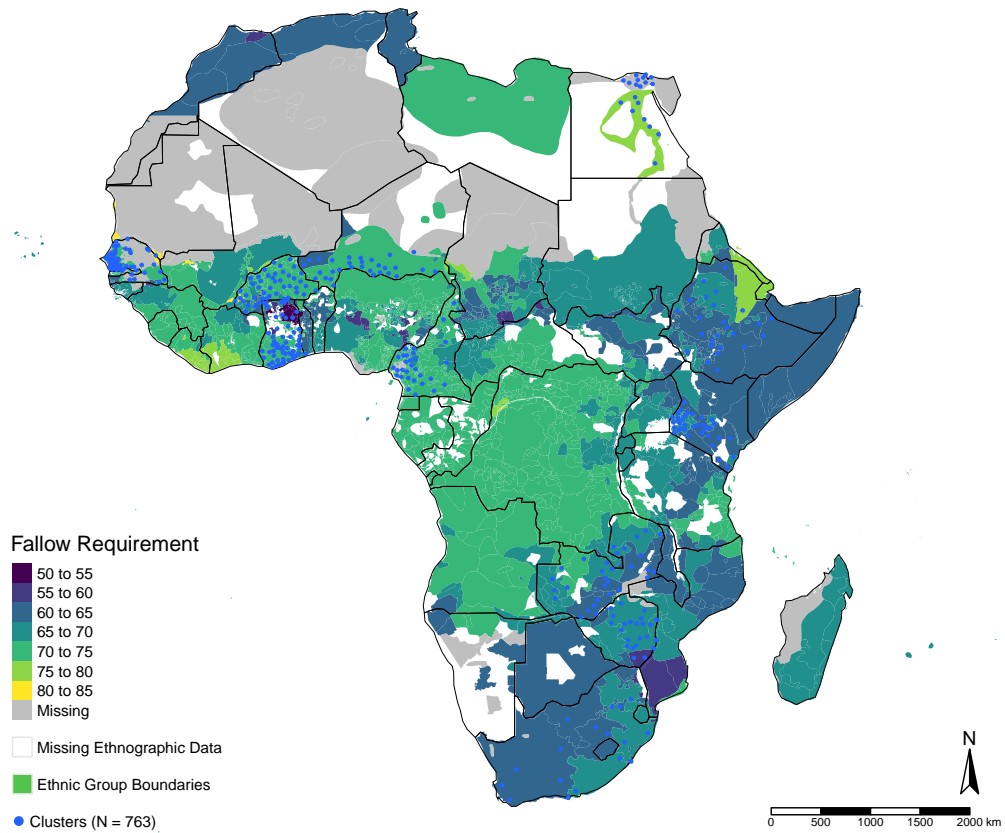 Fallow Requirement
50 to 55
55 to 60
60 to 65
65 to 70
70 to 75
75 to 80
80 to 85
Missing
Missing Ethnographic Data
Ethnic Group Boundaries
Clusters (N = 763)
N
0 500 1000 1500 2000 km